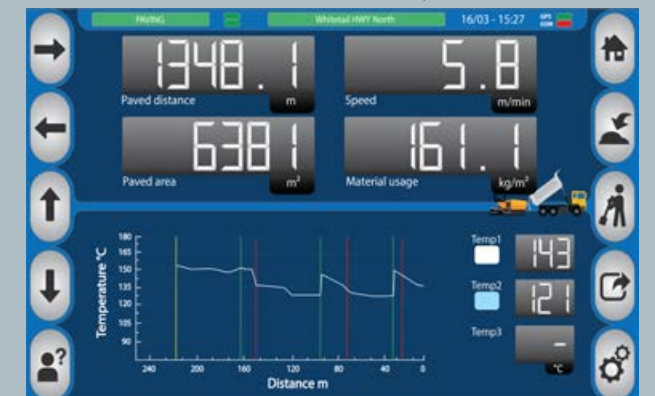 PAVING Whitetail HWY North 16/03 - 15:27 GPS
GSM
1348.1
Paved distance m
5.8
Speed m/min
6381
Paved area m²
161.1
Material usage kg/m²
Temperature °C
180
165
150
135
120
105
90
240 200 160 120 80 40 0
Distance m
Temp1 143
Temp2 121
Temp3 -
°C
?